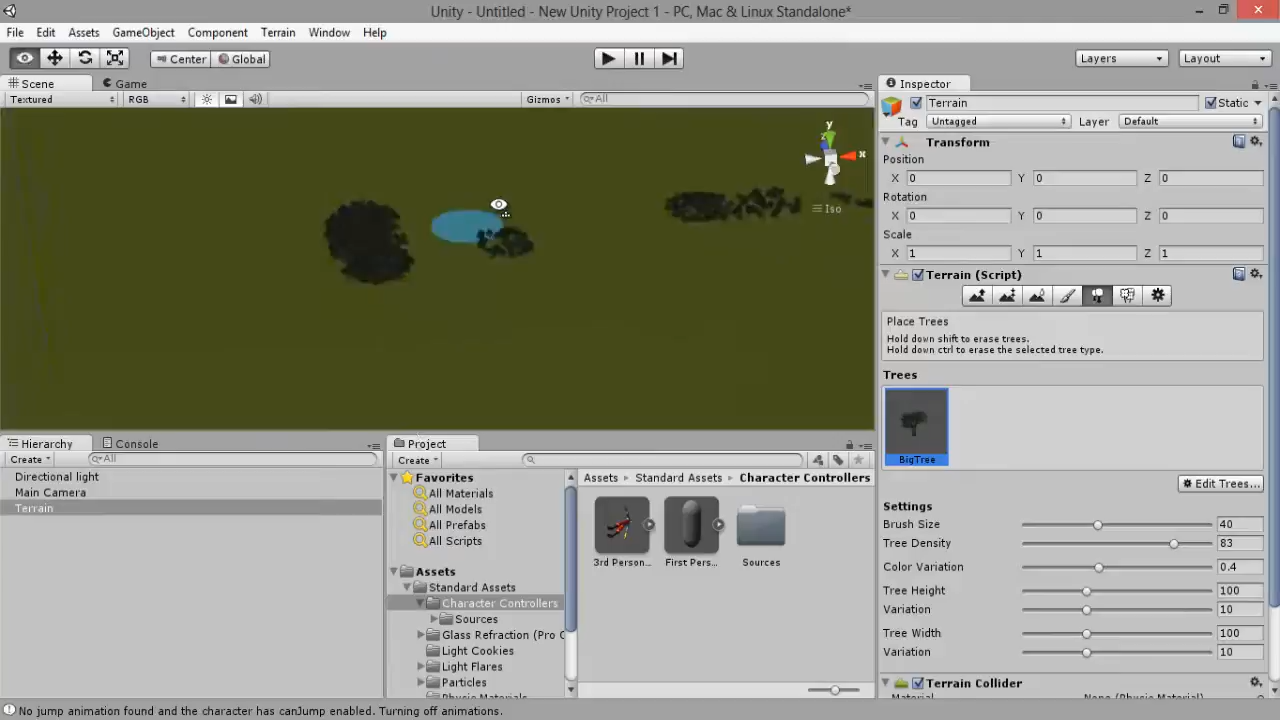 Unity - Untitled - New Unity Project 1 - PC, Mac & Linux Standalone*
File Edit Assets GameObject Component Terrain Window Help
Center Global Layers Layout
Scene Game
Textured RGB Gizmos All
y
x
z
Iso
Inspector
Terrain Static
Tag Untagged Layer Default
Transform
Position
X 0 Y 0 Z 0
Rotation
X 0 Y 0 Z 0
Scale
X 1 Y 1 Z 1
Terrain (Script)
Place Trees
Hold down shift to erase trees.
Hold down ctrl to erase the selected tree type.
Trees
BigTree
Edit Trees...
Settings
Brush Size 40
Tree Density 83
Color Variation 0.4
Tree Height 100
Variation 10
Tree Width 100
Variation 10
Terrain Collider
Material None (Physic Material)
Hierarchy Console
Create All
Directional light
Main Camera
Terrain
Project
Create
Favorites
All Materials
All Models
All Prefabs
All Scripts
Assets
Standard Assets
Character Controllers
Sources
Glass Refraction (Pro O
Light Cookies
Light Flares
Particles
Physic Materials
Assets Standard Assets Character Controllers
3rd Person... First Pers... Sources
No jump animation found and the character has canJump enabled. Turning off animations.